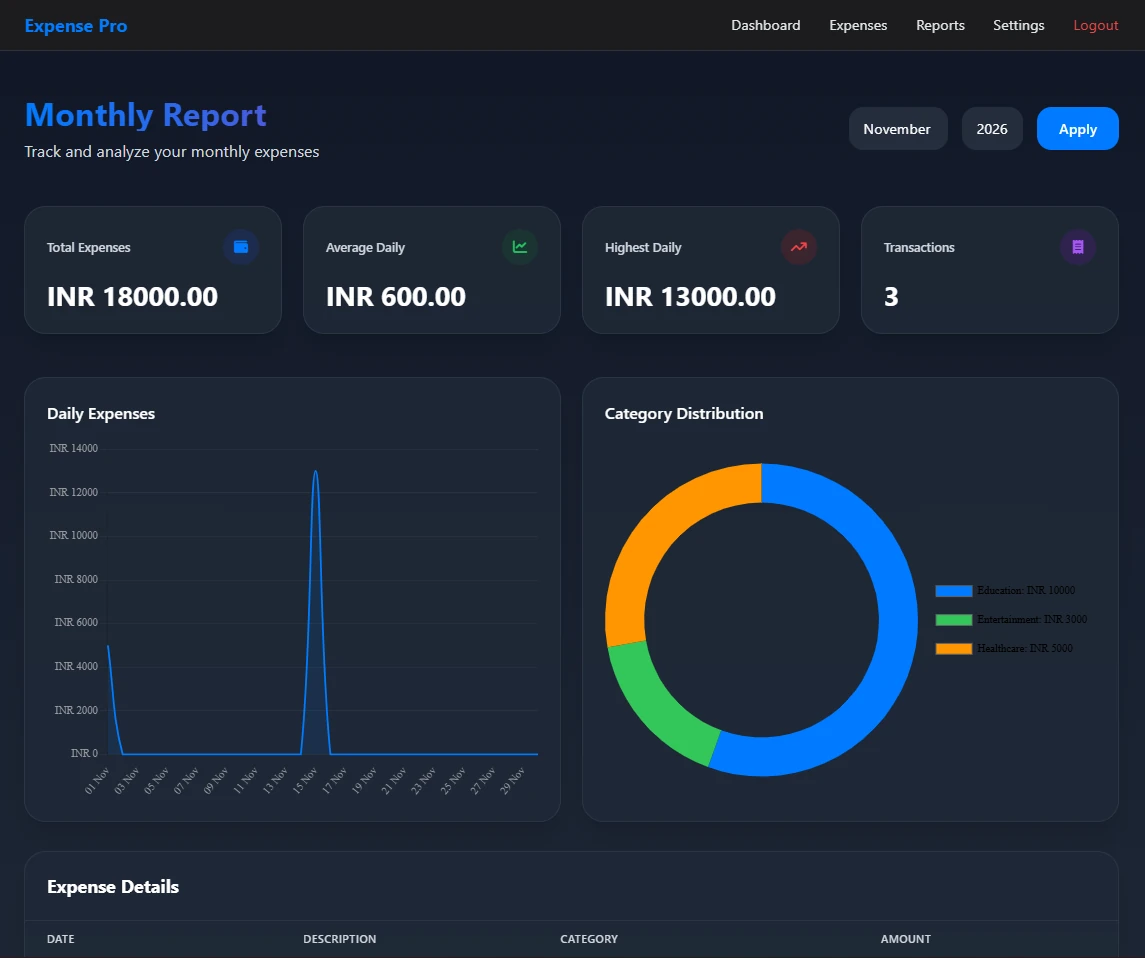 Expense Pro
Dashboard Expenses Reports Settings Logout
Monthly Report
Track and analyze your monthly expenses
November 2026 Apply
Total Expenses
INR 18000.00
Average Daily
INR 600.00
Highest Daily
INR 13000.00
Transactions
3
Daily Expenses
INR 14000
INR 12000
INR 10000
INR 8000
INR 6000
INR 4000
INR 2000
INR 0
01 Nov 03 Nov 05 Nov 07 Nov 09 Nov 11 Nov 13 Nov 15 Nov 17 Nov 19 Nov 21 Nov 23 Nov 25 Nov 27 Nov 29 Nov
Category Distribution
Education: INR 10000
Entertainment: INR 3000
Healthcare: INR 5000
Expense Details
DATE DESCRIPTION CATEGORY AMOUNT